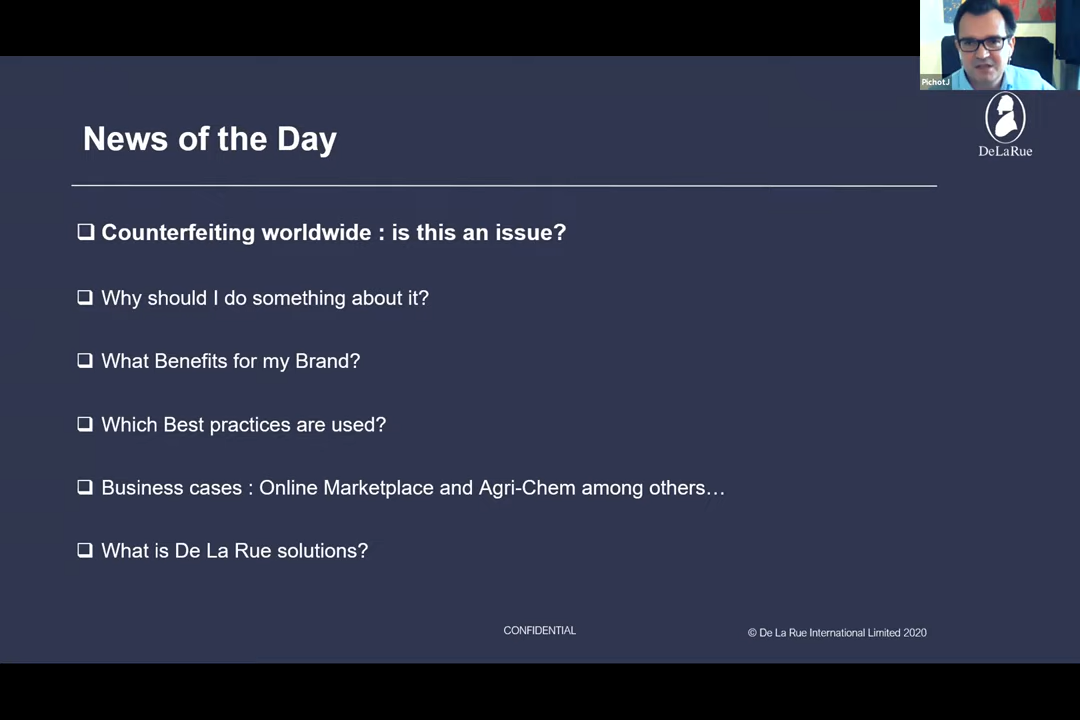 PichotJ
DeLaRue
News of the Day
❑ Counterfeiting worldwide : is this an issue?
❑ Why should I do something about it?
❑ What Benefits for my Brand?
❑ Which Best practices are used?
❑ Business cases : Online Marketplace and Agri-Chem among others…
❑ What is De La Rue solutions?
CONFIDENTIAL
© De La Rue International Limited 2020